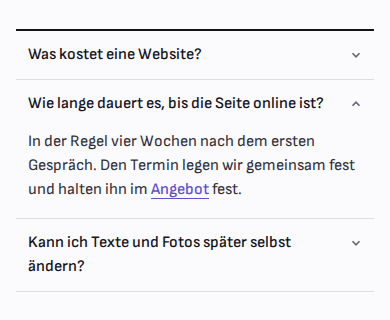 Was kostet eine Website?
Wie lange dauert es, bis die Seite online ist?
In der Regel vier Wochen nach dem ersten
Gespräch. Den Termin legen wir gemeinsam fest
und halten ihn im Angebot fest.
Kann ich Texte und Fotos später selbst
ändern?